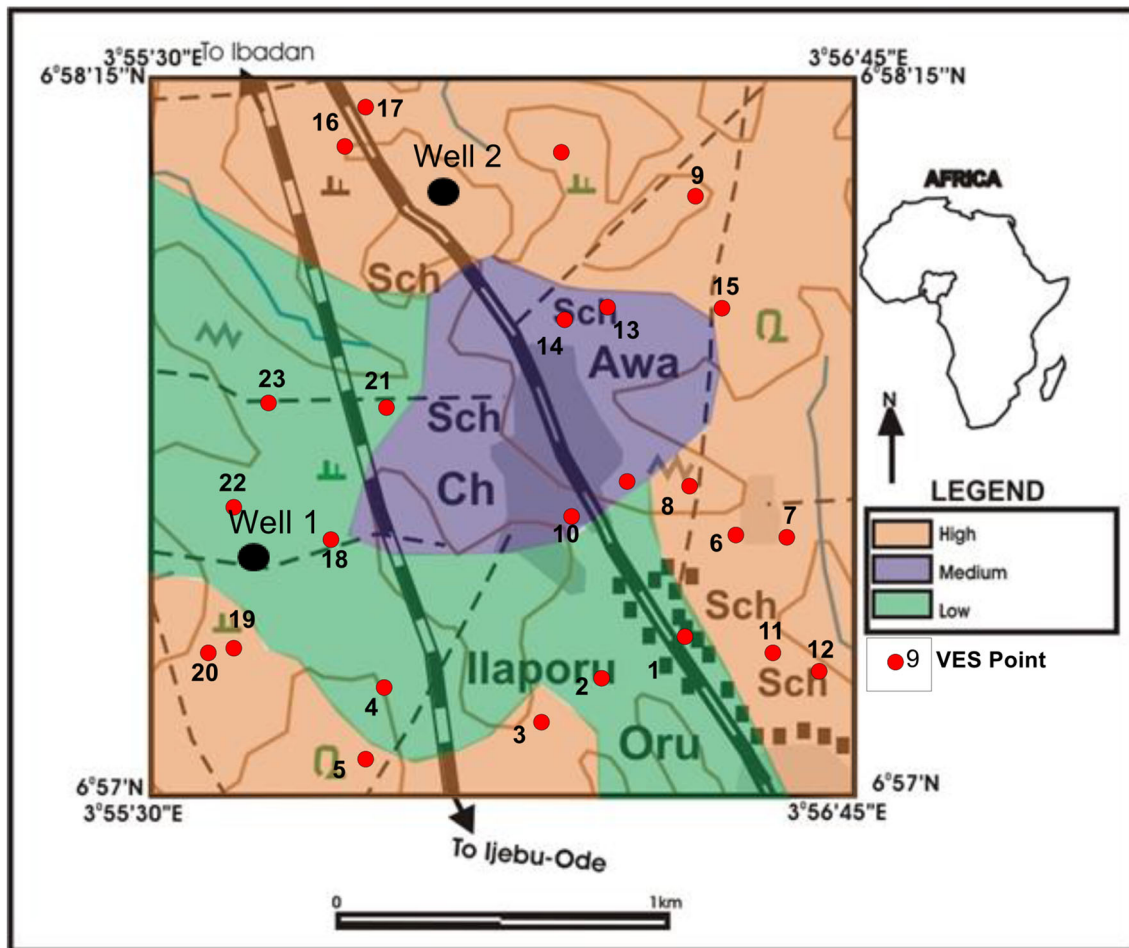 To Ibadan
3°55'30"E
3°56'45"E
6°58'15"N
6°58'15"N
17
16
Well 2
9
AFRICA
Sch
15
Sch
13
14
Awa
23
21
Sch
N
Ch
8
LEGEND
22
Well 1
18
10
6
7
High
Medium
Low
Sch
19
20
1
11
12
9
VES Point
Ilaporu
2
Sch
4
3
Oru
5
6°57'N
6°57'N
3°55'30"E
3°56'45"E
To Ijebu-Ode
0
1km